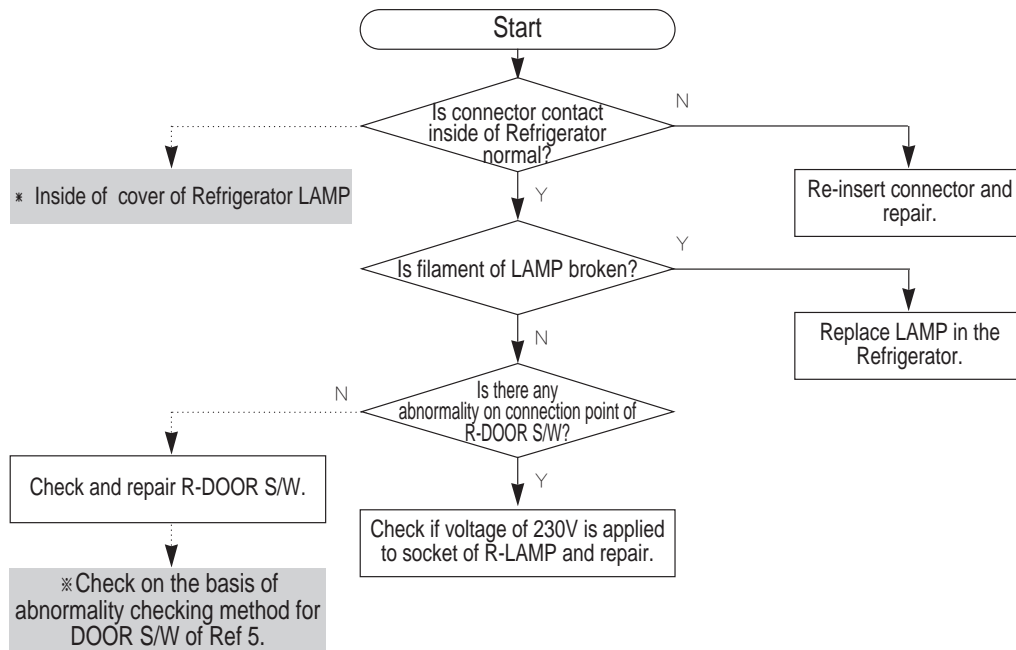 Start
Is connector contact
inside of Refrigerator
normal?
N
※ Inside of cover of Refrigerator LAMP
Re-insert connector and
repair.
Y
Is filament of LAMP broken?
Y
Replace LAMP in the
Refrigerator.
N
Is there any
abnormality on connection point of
R-DOOR S/W?
N
Check and repair R-DOOR S/W.
Y
Check if voltage of 230V is applied
to socket of R-LAMP and repair.
※Check on the basis of
abnormality checking method for
DOOR S/W of Ref 5.